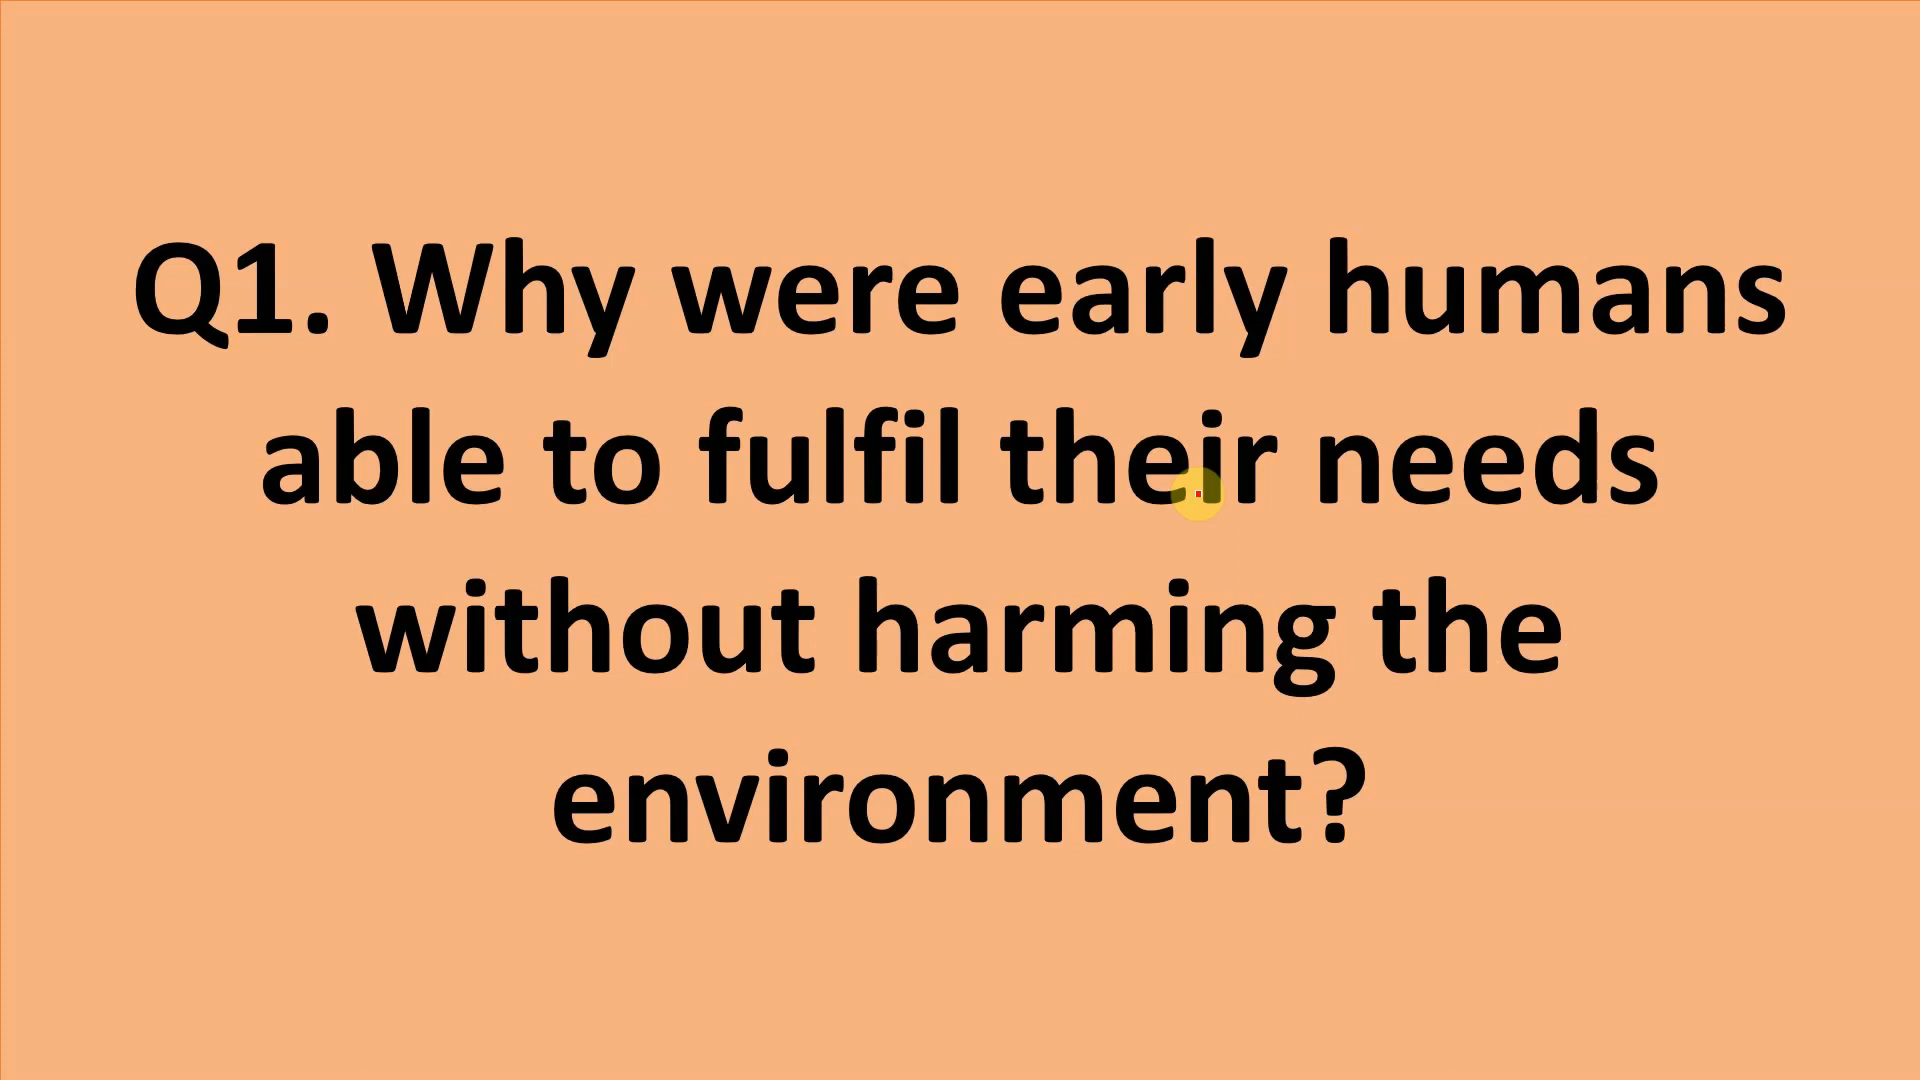 Q1. Why were early humans
able to fulfil their needs
without harming the
environment?